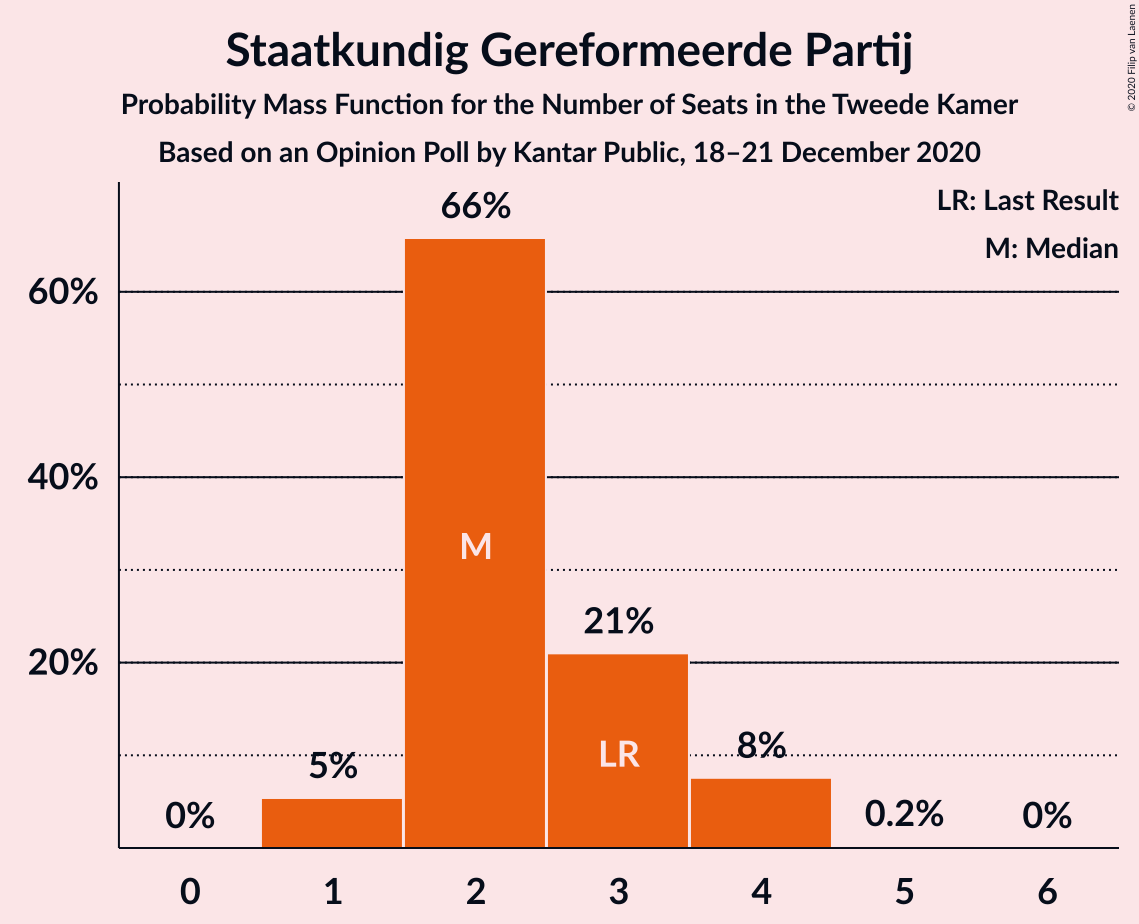 Staatkundig Gereformeerde Partij
Probability Mass Function for the Number of Seats in the Tweede Kamer
Based on an Opinion Poll by Kantar Public, 18–21 December 2020
© 2020 Filip van Laenen
LR: Last Result
M: Median
66%
60%
40%
M
21%
20%
8%
LR
5%
0%
0.2%
0%
0 1 2 3 4 5 6